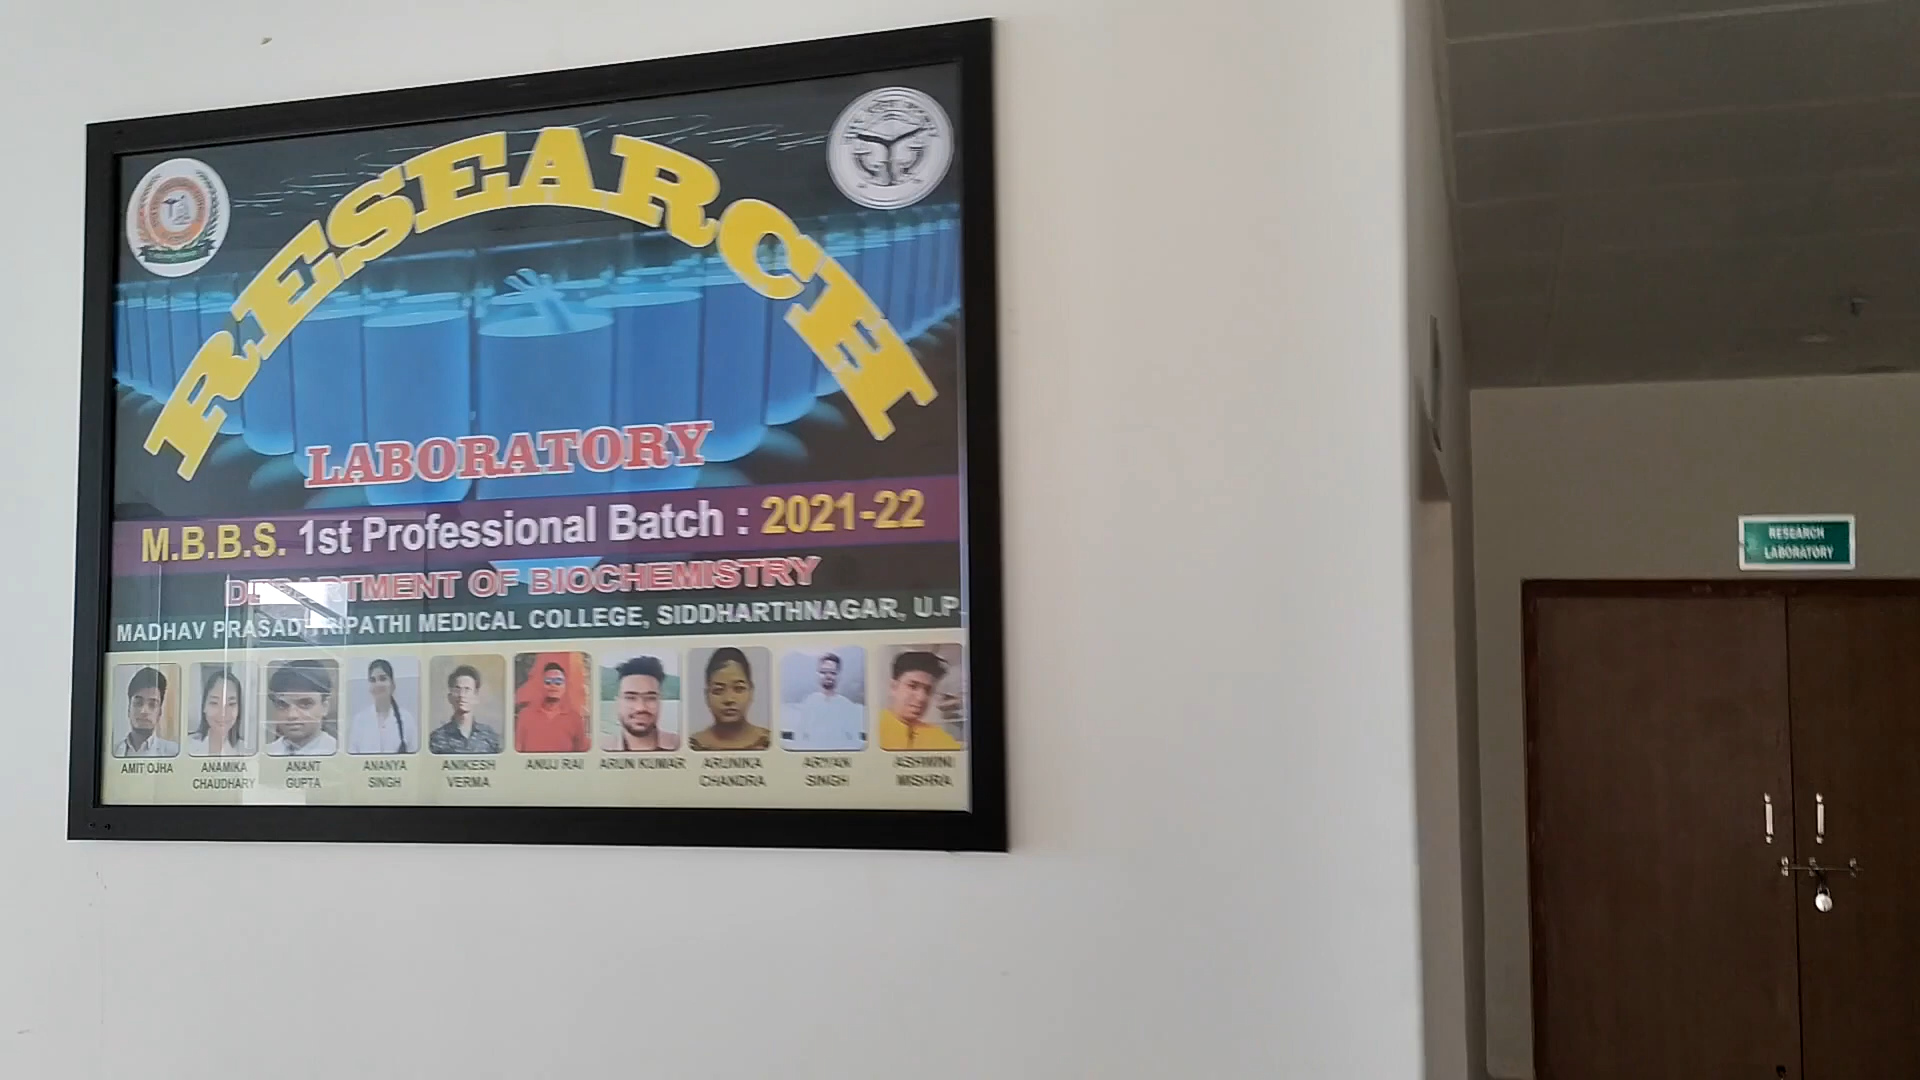 RESEARCH
LABORATORY
M.B.B.S. 1st Professional Batch : 2021-22
DEPARTMENT OF BIOCHEMISTRY
MADHAV PRASAD TRIPATHI MEDICAL COLLEGE, SIDDHARTHNAGAR, U.P.
AMIT OJHA
ANAMIKA
CHAUDHARY
ANANT
GUPTA
ANANYA
SINGH
ANIKESH
VERMA
ANUJ RAI
ARUN KUMAR
ARUNIKA
CHANDRA
ARYAN
SINGH
ASHWINI
MISHRA
RESEARCH
LABORATORY